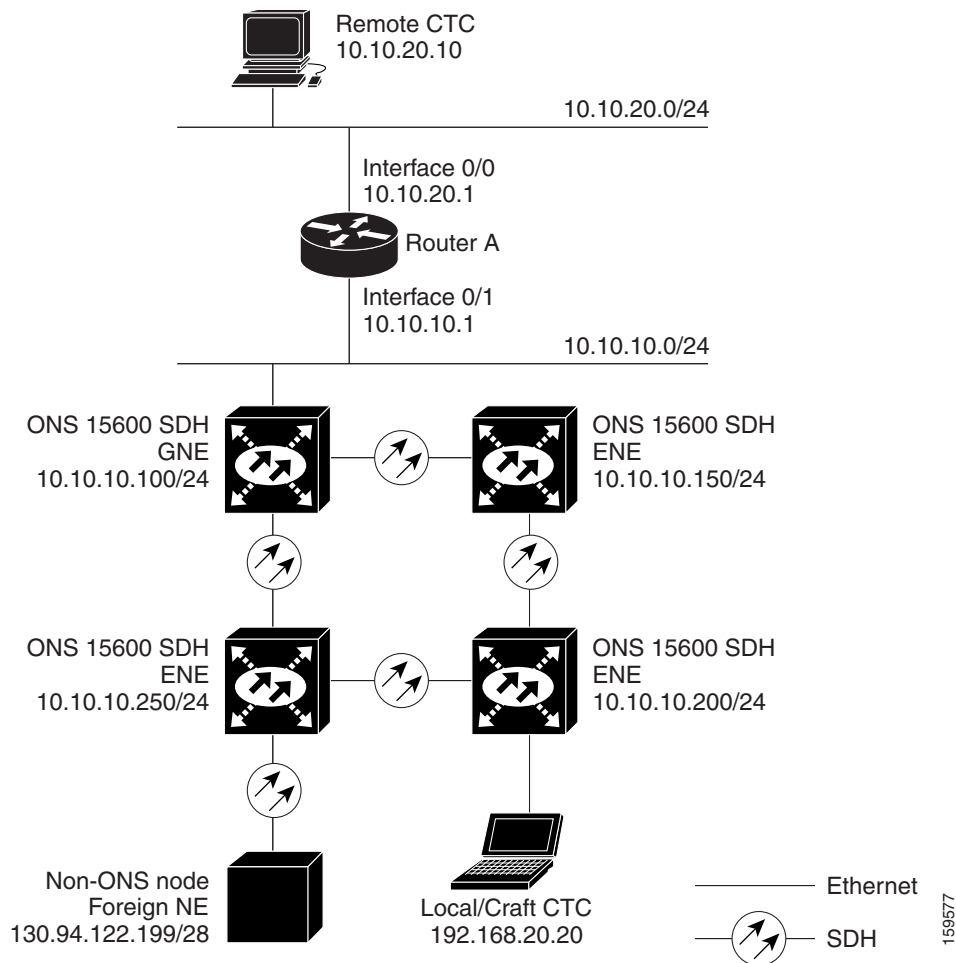 Remote CTC
10.10.20.10
10.10.20.0/24
Interface 0/0
10.10.20.1
Router A
Interface 0/1
10.10.10.1
10.10.10.0/24
ONS 15600 SDH
GNE
10.10.10.100/24
ONS 15600 SDH
ENE
10.10.10.150/24
ONS 15600 SDH
ENE
10.10.10.250/24
ONS 15600 SDH
ENE
10.10.10.200/24
Non-ONS node
Foreign NE
130.94.122.199/28
Local/Craft CTC
192.168.20.20
Ethernet
SDH
159577